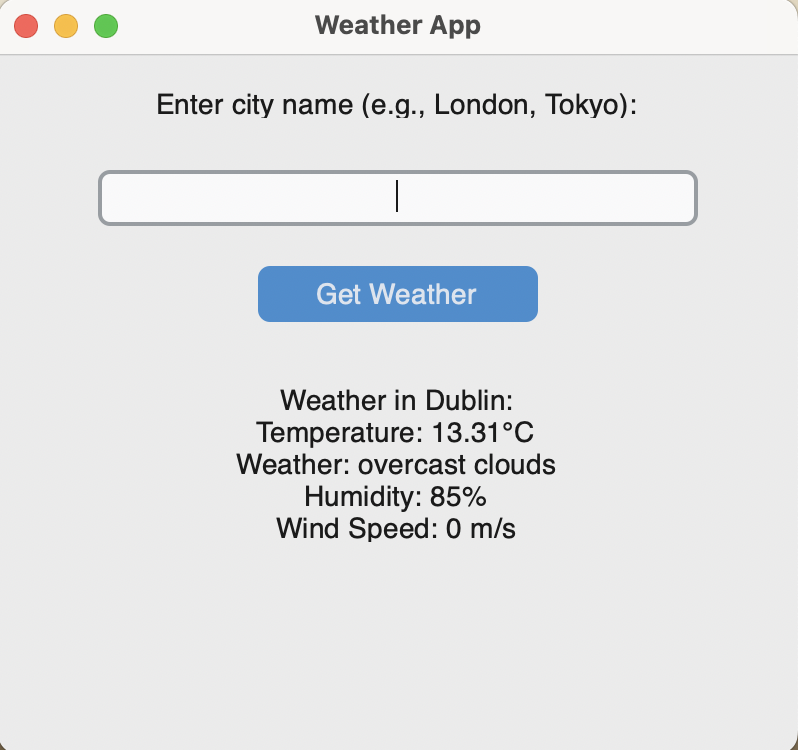 Weather App
Enter city name (e.g., London, Tokyo):
Get Weather
Weather in Dublin:
Temperature: 13.31°C
Weather: overcast clouds
Humidity: 85%
Wind Speed: 0 m/s